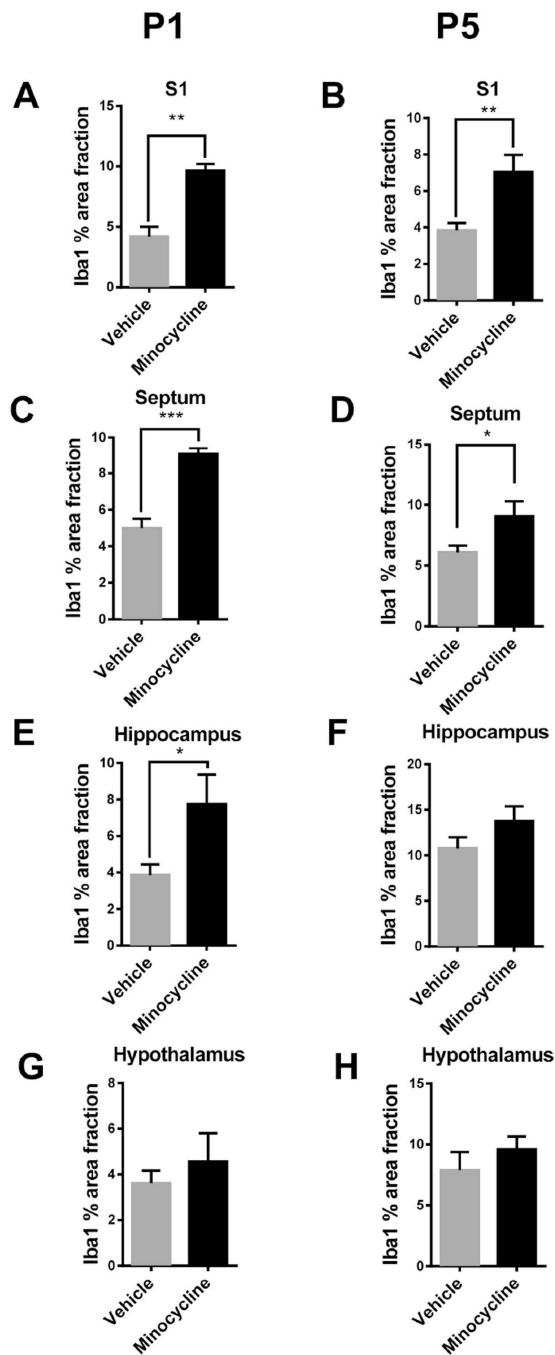 P1
P5
A
S1
Iba1 % area fraction
15
10
5
0
**
Vehicle
Minocycline
B
S1
Iba1 % area fraction
10
8
6
4
2
0
**
Vehicle
Minocycline
C
Septum
Iba1 % area fraction
10
8
6
4
2
0
***
Vehicle
Minocycline
D
Septum
Iba1 % area fraction
15
10
5
0
*
Vehicle
Minocycline
E
Hippocampus
Iba1 % area fraction
10
8
6
4
2
0
*
Vehicle
Minocycline
F
Hippocampus
Iba1 % area fraction
20
15
10
5
0
Vehicle
Minocycline
G
Hypothalamus
Iba1 % area fraction
8
6
4
2
0
Vehicle
Minocycline
H
Hypothalamus
Iba1 % area fraction
15
10
5
0
Vehicle
Minocycline